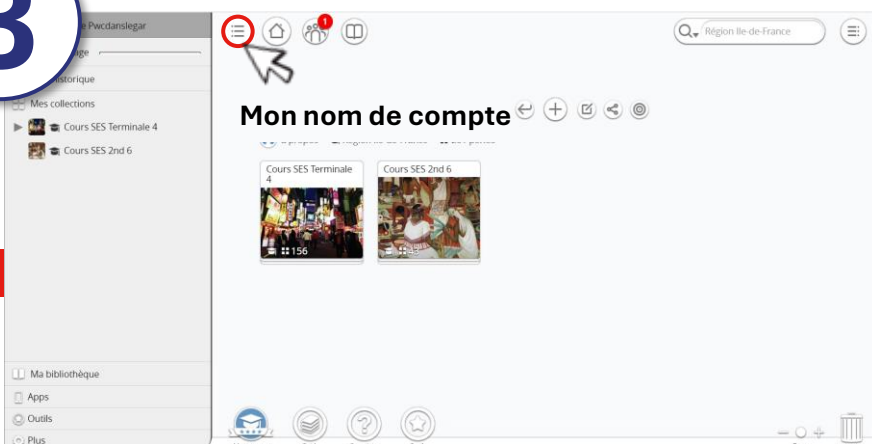 3
Pwcdanslegar
1
Région Ile-de-France
Mes collections
Cours SES Terminale 4
Cours SES 2nd 6
Mon nom de compte
Cours SES Terminale
4
Cours SES 2nd 6
156
Ma bibliothèque
Apps
Outils
Plus